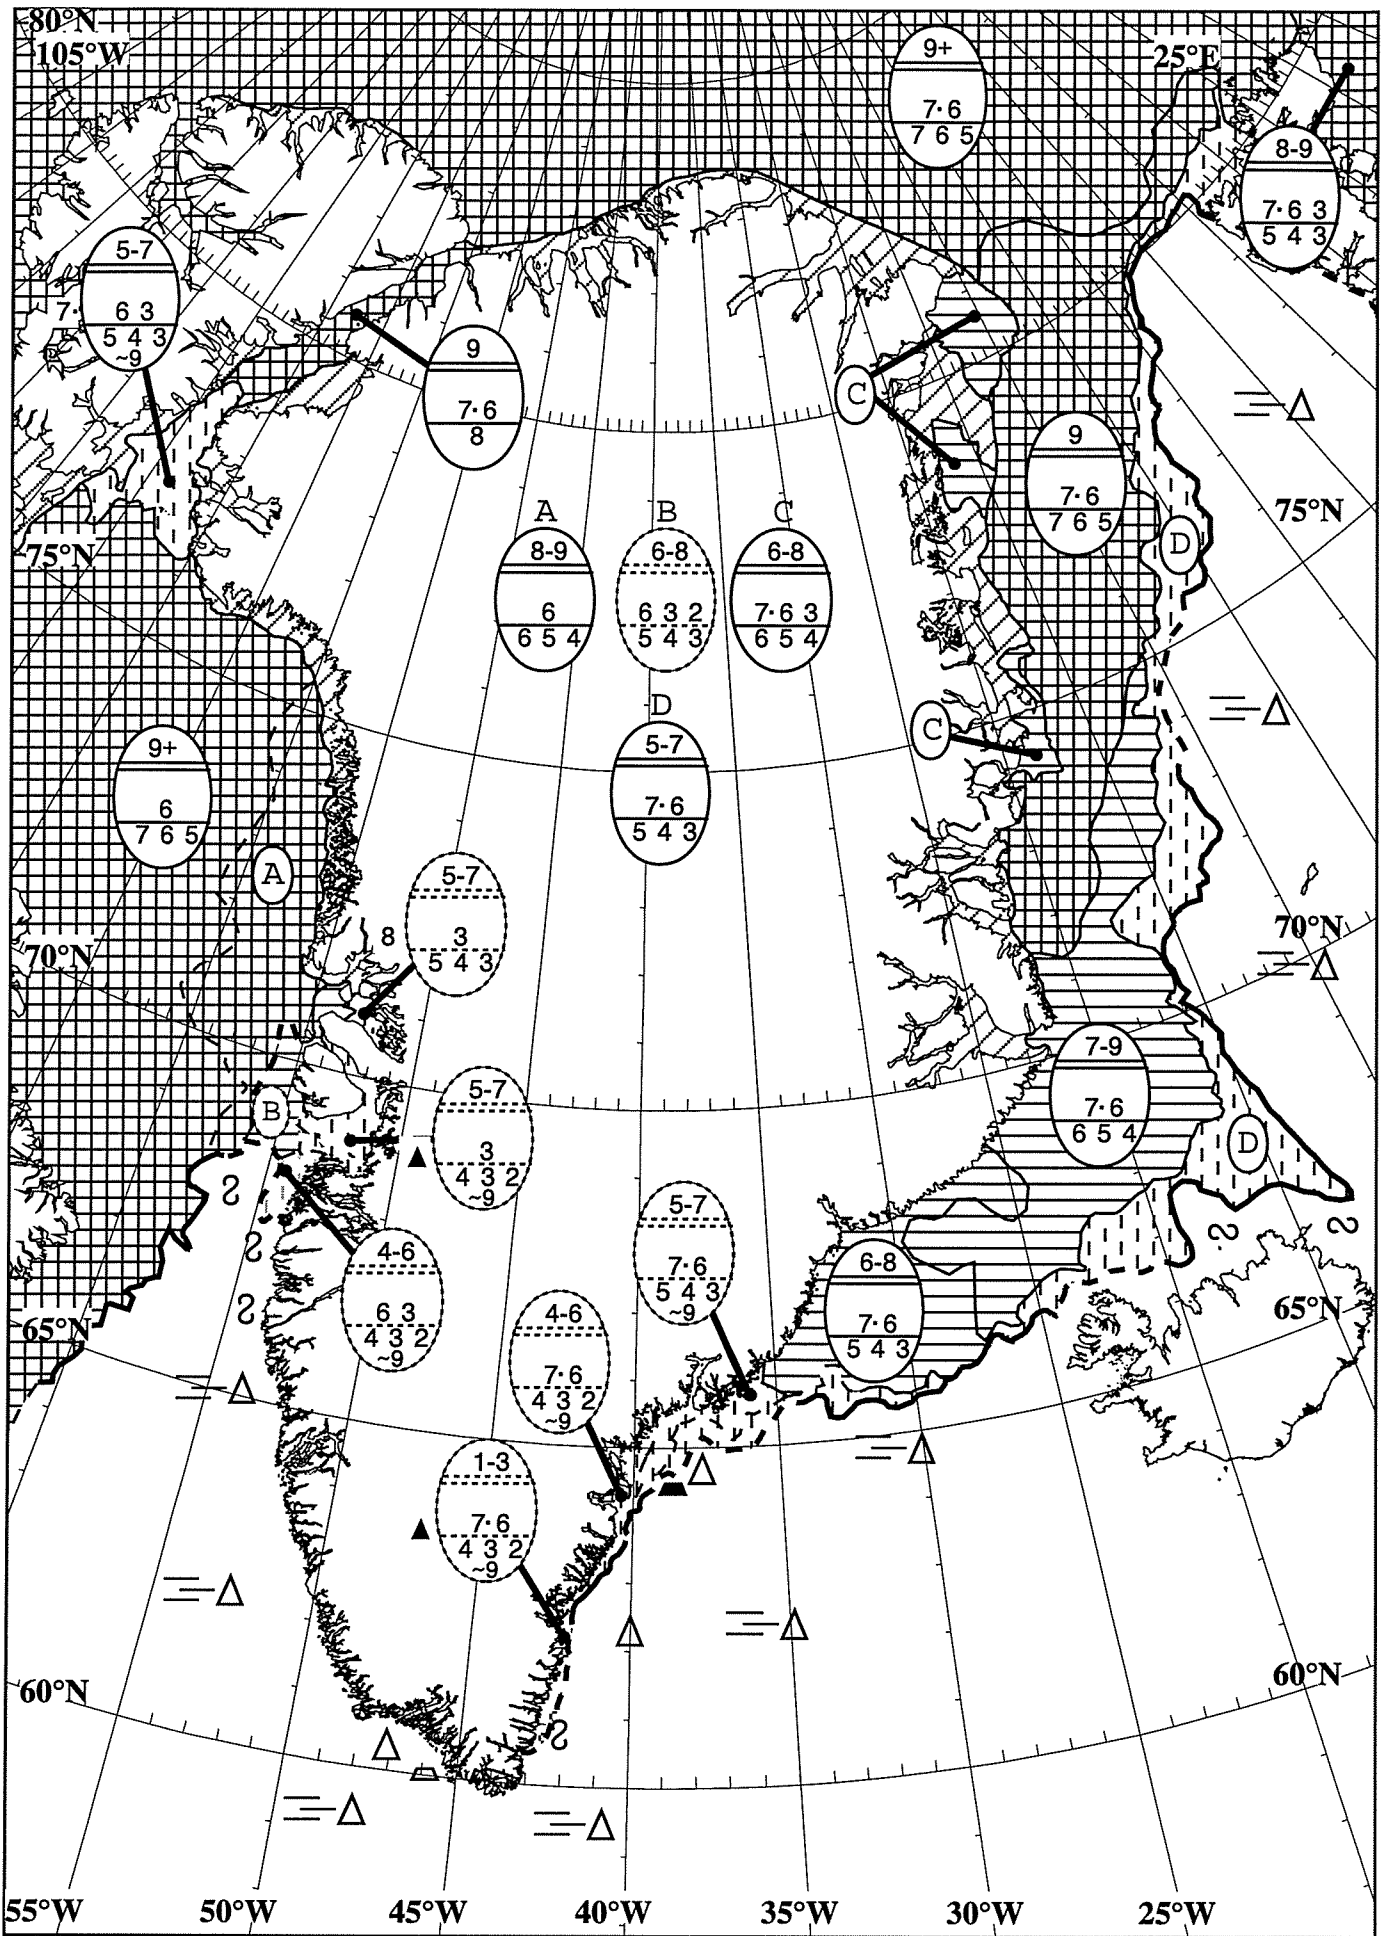 80°N
105°W
25°E
9+
7·6
7 6 5
8-9
7·6 3
5 4 3
5-7
7·
6 3
5 4 3
~9
9
7·6
8
C
9
7·6
7 6 5
75°N
75°N
D
A
8-9
6
6 5 4
B
6-8
6 3 2
5 4 3
C
6-8
7·6 3
6 5 4
D
5-7
7·6
5 4 3
C
9+
6
7 6 5
A
5-7
8
3
5 4 3
70°N
70°N
7-9
7·6
6 5 4
B
5-7
3
4 3 2
~9
D
5-7
7·6
5 4 3
~9
4-6
6 3
4 3 2
~9
6-8
7·6
5 4 3
4-6
7·6
4 3 2
~9
65°N
65°N
1-3
7·6
4 3 2
~9
60°N
60°N
55°W
50°W
45°W
40°W
35°W
30°W
25°W